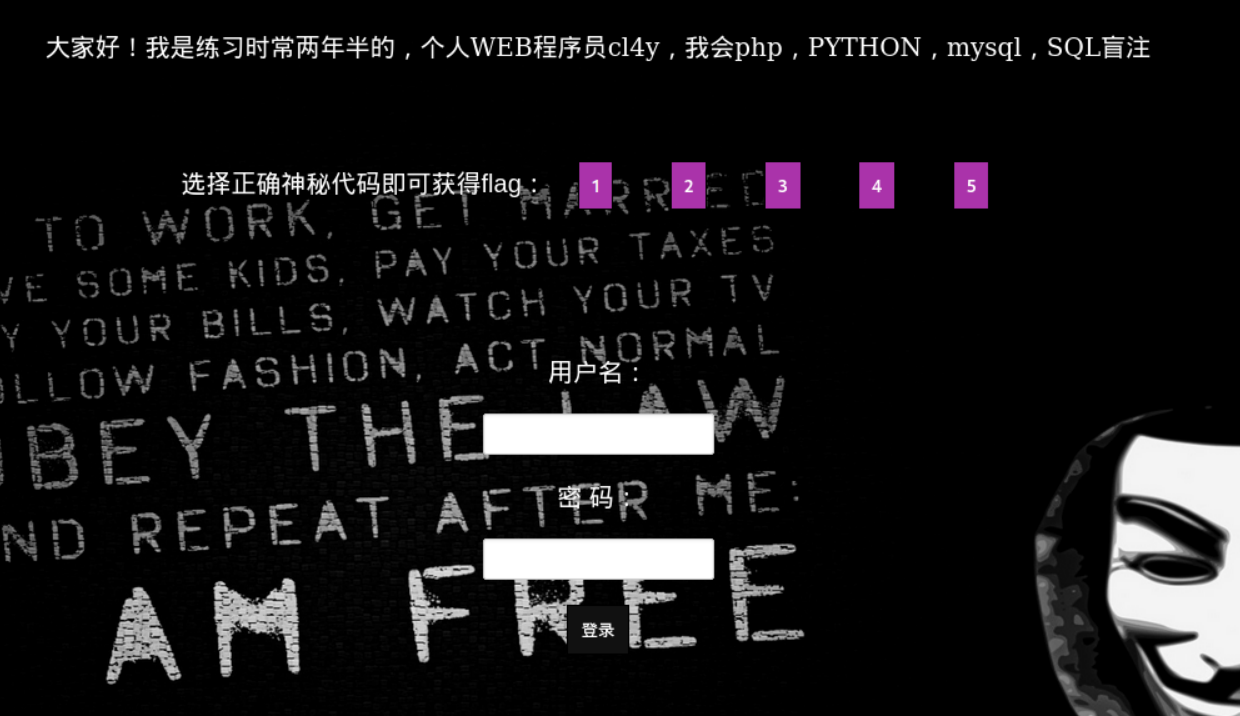 大家好！我是练习时常两年半的，个人WEB程序员cl4y，我会php，PYTHON，mysql，SQL盲注
选择正确神秘代码即可获得flag： 1 2 3 4 5
TO WORK, GET MARRIED
VE SOME KIDS, PAY YOUR TAXES
Y YOUR BILLS, WATCH YOUR TV
OLLOW FASHION, ACT NORMAL
用户名：
OBEY THE LAW
密 码：
ND REPEAT AFTER ME:
AM FREE
登录